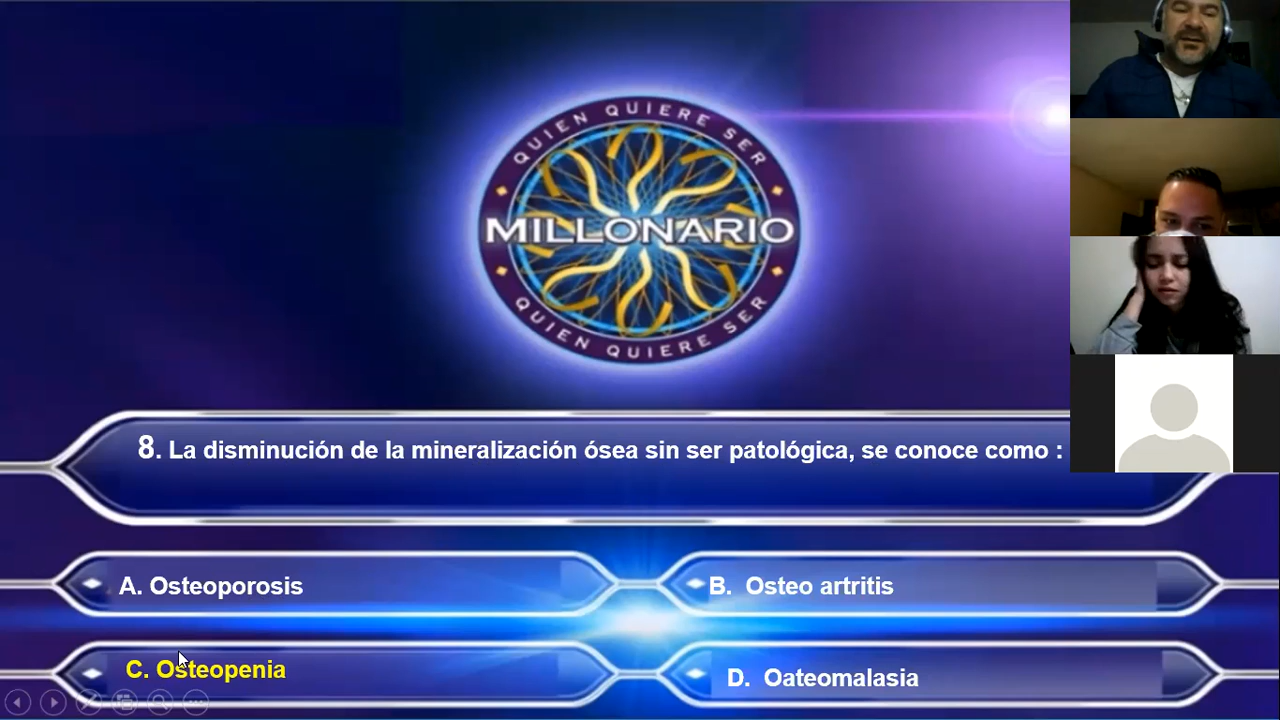 QUIEN QUIERE SER
MILLONARIO
QUIEN QUIERE SER
8. La disminución de la mineralización ósea sin ser patológica, se conoce como :
A. Osteoporosis
B. Osteo artritis
C. Osteopenia
D. Oateomalasia